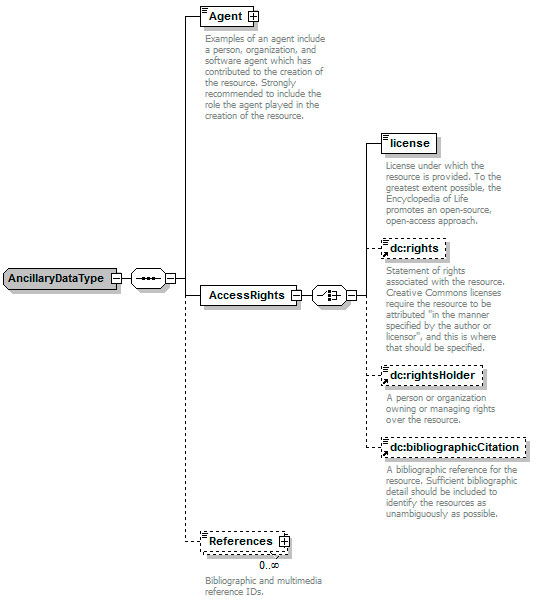 Agent
Examples of an agent include
a person, organization, and
software agent which has
contributed to the creation of
the resource. Strongly
recommended to include the
role the agent played in the
creation of the resource.
license
License under which the
resource is provided. To the
greatest extent possible, the
Encyclopedia of Life
promotes an open-source,
open-access approach.
dc:rights
Statement of rights
associated with the resource.
Creative Commons licenses
require the resource to be
attributed "in the manner
specified by the author or
licensor", and this is where
that should be specified.
AncillaryDataType
AccessRights
dc:rightsHolder
A person or organization
owning or managing rights
over the resource.
dc:bibliographicCitation
A bibliographic reference for the
resource. Sufficient bibliographic
detail should be included to
identify the resources as
unambiguously as possible.
References
0..∞
Bibliographic and multimedia
reference IDs.